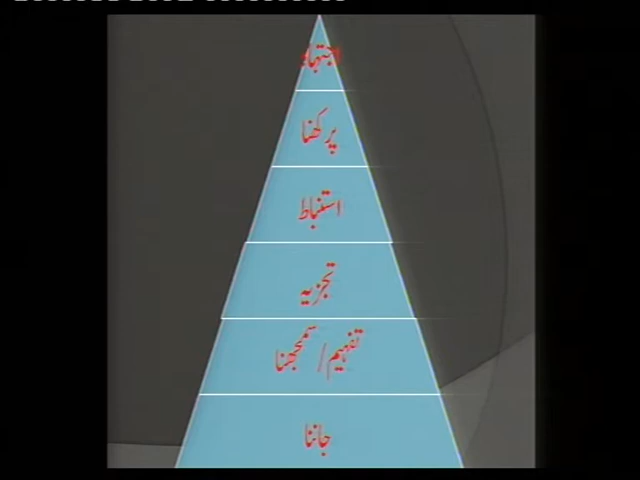 اجتہاد
پرکھنا
استنباط
تجزیہ
تفہیم/سمجھنا
جاننا